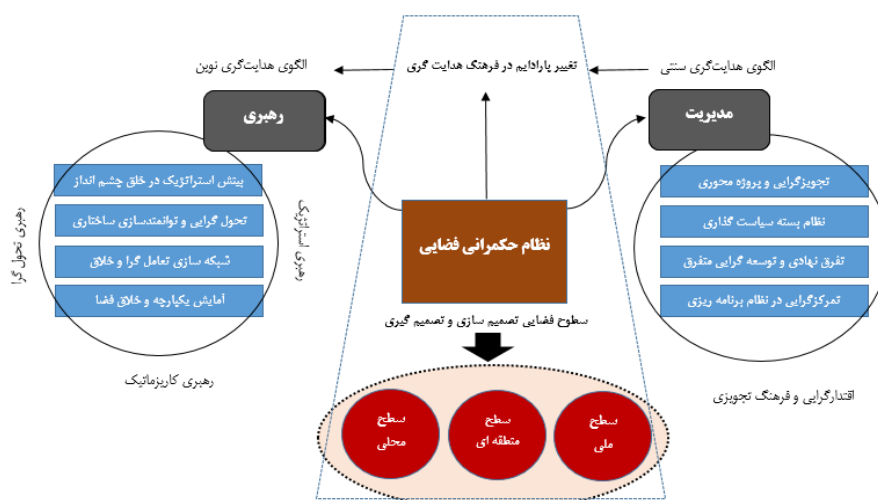 الگوی هدایت‌گری سنتی
تغییر پارادایم در فرهنگ هدایت گری
الگوی هدایت‌گری نوین
مدیریت
تجویزگرایی و پروژه محوری
نظام بسته سیاست گذاری
تفرق نهادی و توسعه گرایی متفرق
تمرکزگرایی در نظام برنامه ریزی
اقتدارگرایی و فرهنگ تجویزی
نظام حکمرانی فضایی
سطوح فضایی تصمیم سازی و تصمیم گیری
سطح
ملی
سطح
منطقه ای
سطح
محلی
رهبری
بینش استراتژیک در خلق چشم انداز
تحول گرایی و توانمندسازی ساختاری
شبکه سازی تعامل گرا و خلاق
آمایش یکپارچه و خلاق فضا
رهبری استراتژیک
رهبری تحول گرا
رهبری کاریزماتیک